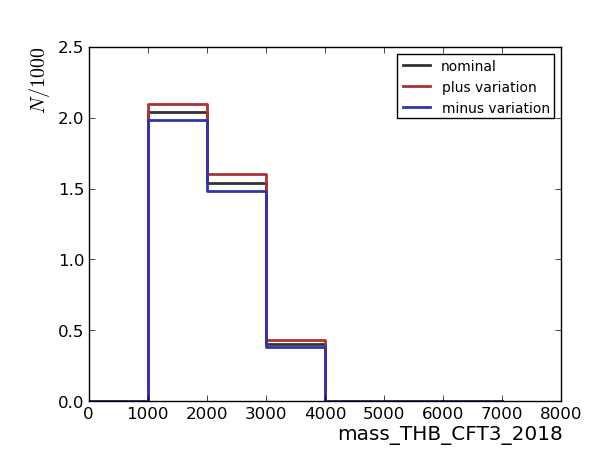 N/1000
2.5
2.0
1.5
1.0
0.5
0.0
nominal
plus variation
minus variation
0 1000 2000 3000 4000 5000 6000 7000 8000
mass_THB_CFT3_2018